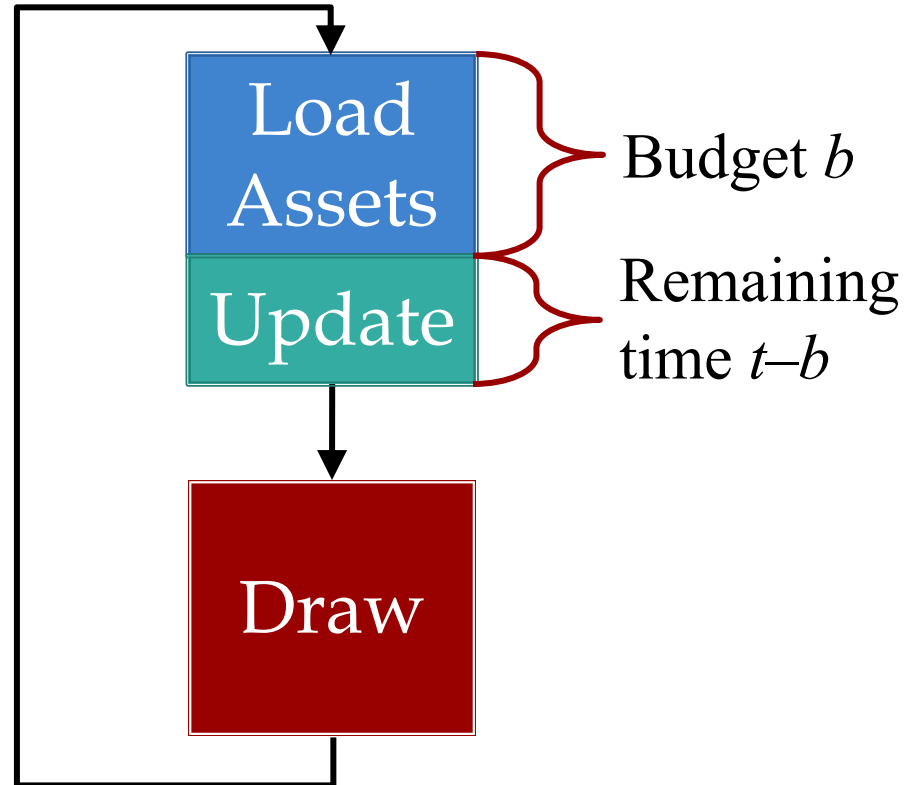 Load
Assets
Budget b
Update
Remaining
time t–b
Draw